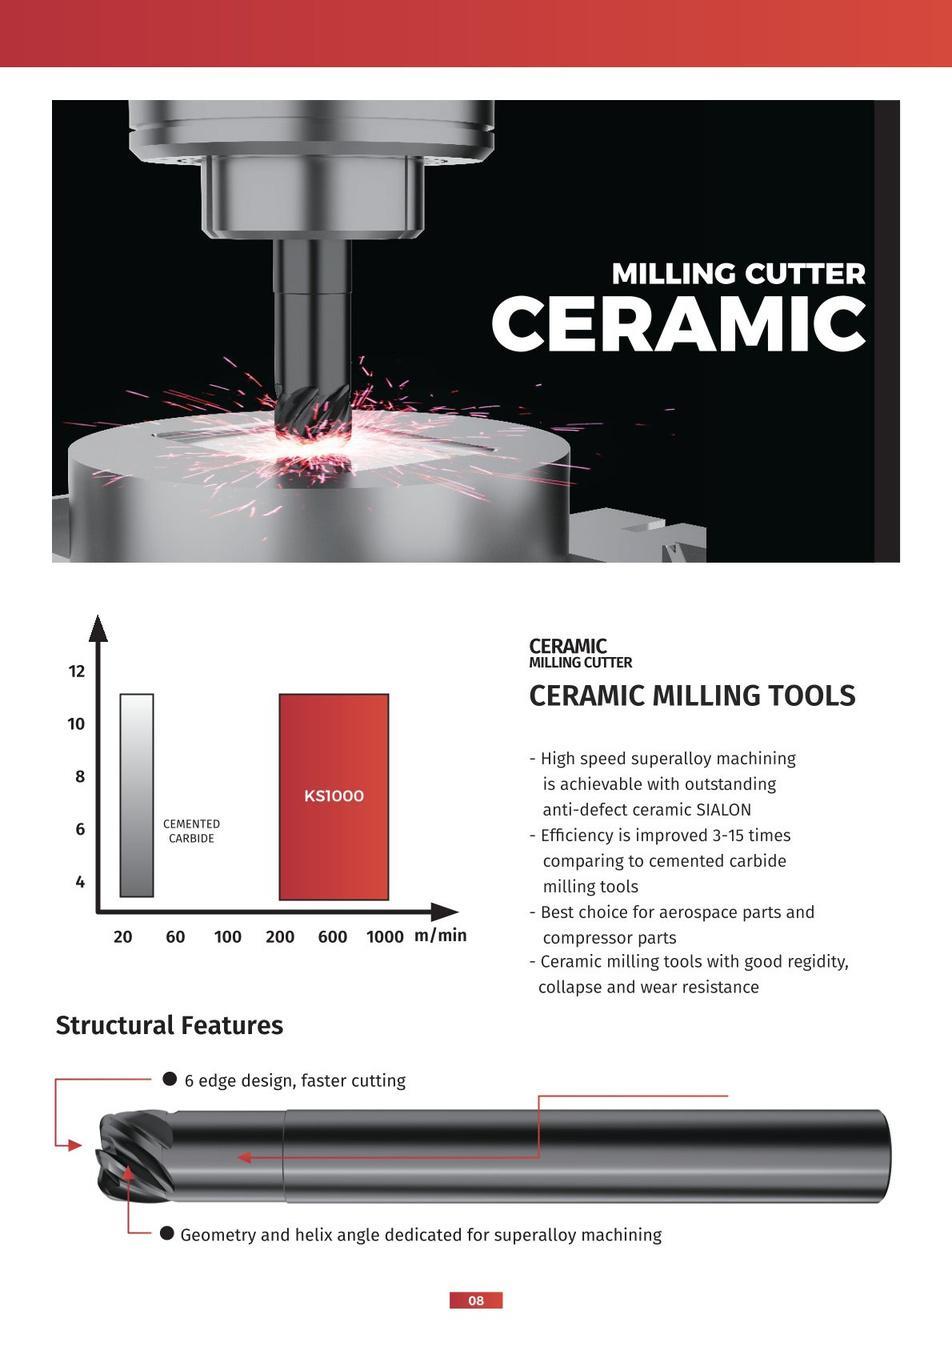 MILLING CUTTER
CERAMIC
12
10
8
6
4
CEMENTED
CARBIDE
KS1000
20 60 100 200 600 1000 m/min
CERAMIC
MILLING CUTTER
CERAMIC MILLING TOOLS
- High speed superalloy machining
is achievable with outstanding
anti-defect ceramic SIALON
- Efficiency is improved 3-15 times
comparing to cemented carbide
milling tools
- Best choice for aerospace parts and
compressor parts
- Ceramic milling tools with good regidity,
collapse and wear resistance
Structural Features
● 6 edge design, faster cutting
● Geometry and helix angle dedicated for superalloy machining
08